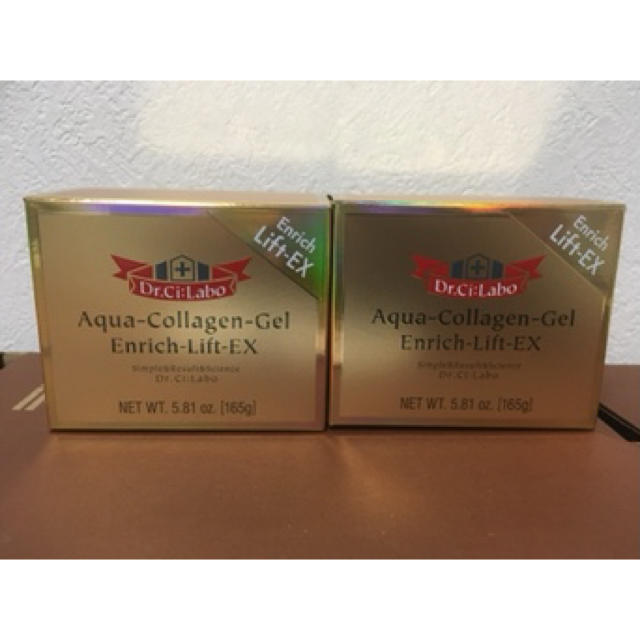 Enrich
Lift-EX
Dr.Ci:Labo
Aqua-Collagen-Gel
Enrich-Lift-EX
Simple&Result&Science
Dr.Ci:Labo
NET WT. 5.81 oz. [165g]
Enrich
Lift-EX
Dr.Ci:Labo
Aqua-Collagen-Gel
Enrich-Lift-EX
Simple&Result&Science
Dr.Ci:Labo
NET WT. 5.81 oz. [165g]